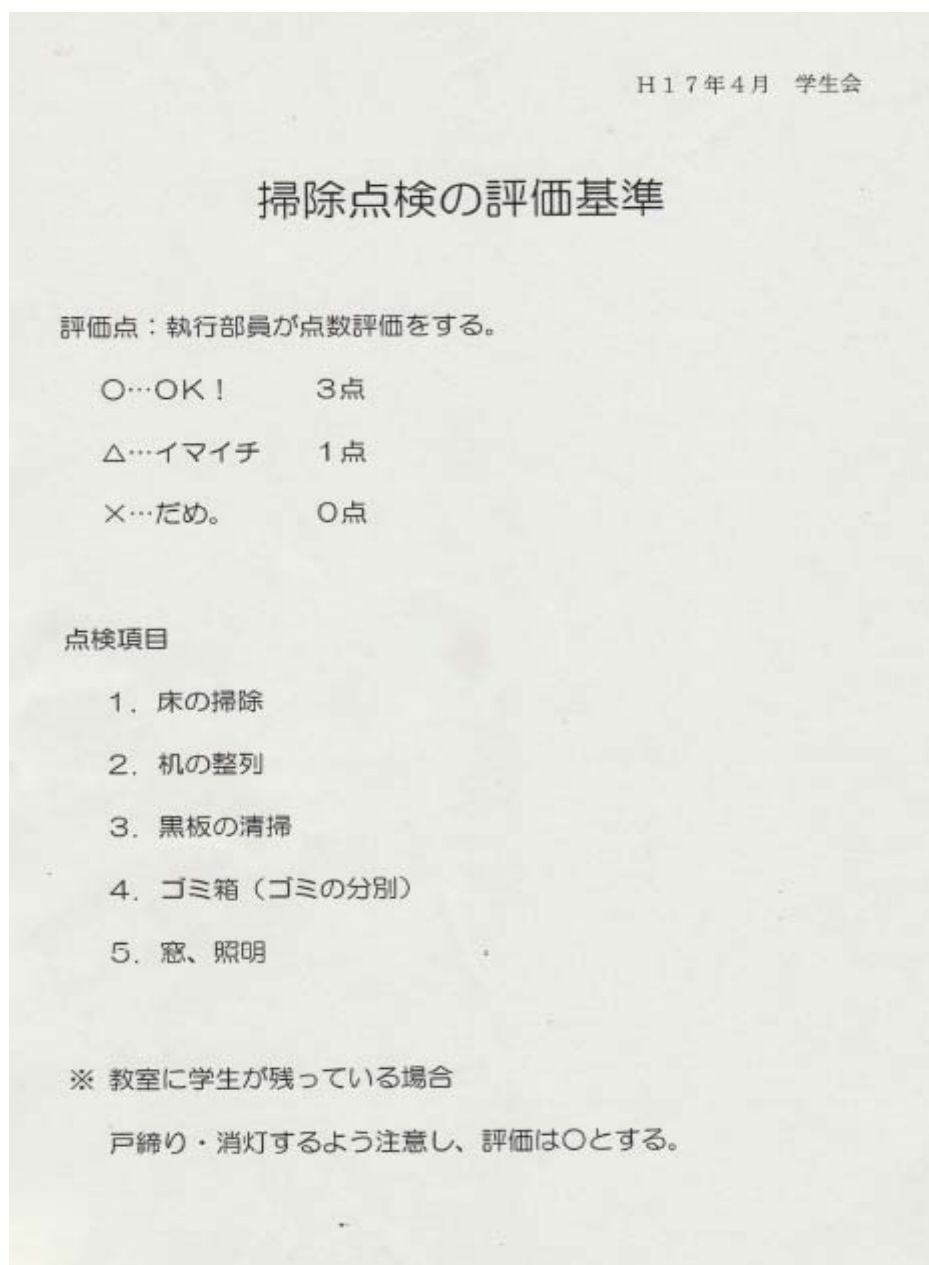 H17年4月 学生会
掃除点検の評価基準
評価点：執行部員が点数評価をする。
○…OK！ 3点
△…イマイチ 1点
×…だめ。 0点
点検項目
1．床の掃除
2．机の整列
3．黒板の清掃
4．ゴミ箱（ゴミの分別）
5．窓、照明
※ 教室に学生が残っている場合
戸締り・消灯するよう注意し、評価は○とする。